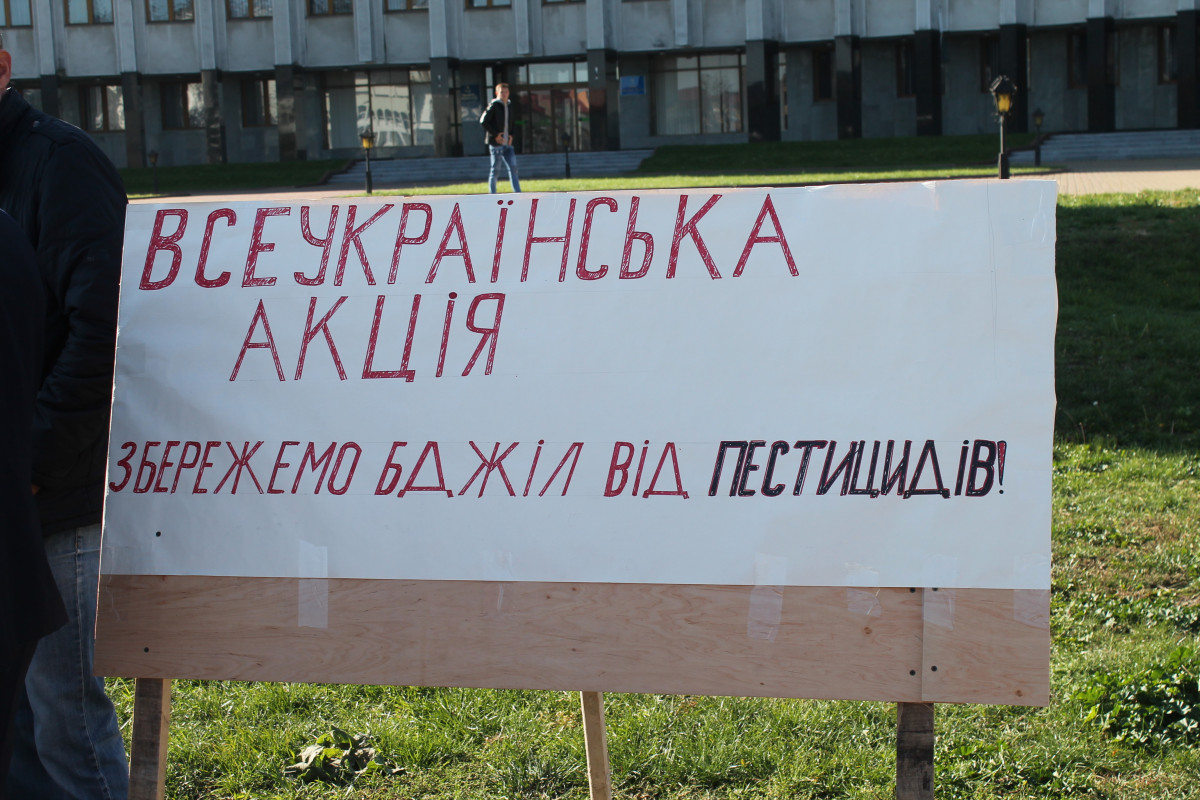 ВСЕУКРАЇНСЬКА
АКЦІЯ
ЗБЕРЕЖЕМО БДЖІЛ ВІД ПЕСТИЦИДІВ!